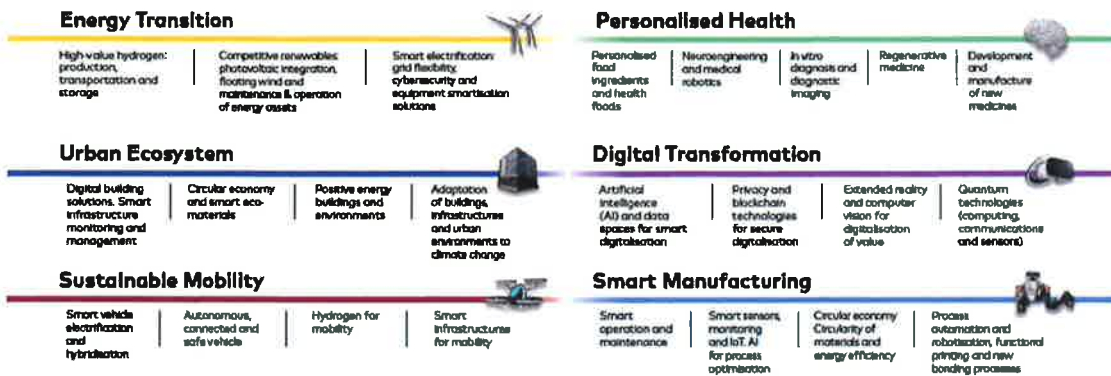 Energy Transition
High-value hydrogen:
production,
transportation and
storage
Competitive renewables:
photovoltaic integration,
floating wind and
maintenance & operation
of energy assets
Smart electrification:
grid flexibility,
cybersecurity and
equipment smartisation
solutions
Personalised Health
Personalised
food
ingredients
and health
foods
Neuroengineering
and medical
robotics
In vitro
diagnosis and
diagnostic
imaging
Regenerative
medicine
Development
and
manufacture
of new
medicines
Urban Ecosystem
Digital building
solutions. Smart
infrastructure
monitoring and
management
Circular economy
and smart eco-
materials
Positive energy
buildings and
environments
Adaptation
of buildings,
infrastructures
and urban
environments to
climate change
Digital Transformation
Artificial
Intelligence
(AI) and data
spaces for smart
digitalisation
Privacy and
blockchain
technologies
for secure
digitalisation
Extended reality
and computer
vision for
digitalisation
of value
Quantum
technologies
(computing,
communications
and sensors)
Sustainable Mobility
Smart vehicle
electrification
and
hybridisation
Autonomous,
connected and
safe vehicle
Hydrogen for
mobility
Smart
infrastructures
for mobility
Smart Manufacturing
Smart
operation and
maintenance
Smart sensors,
monitoring
and IoT. AI
for process
optimisation
Circular economy
Circularity of
materials and
energy efficiency
Process
automation and
robotisation, functional
printing and new
bonding processes